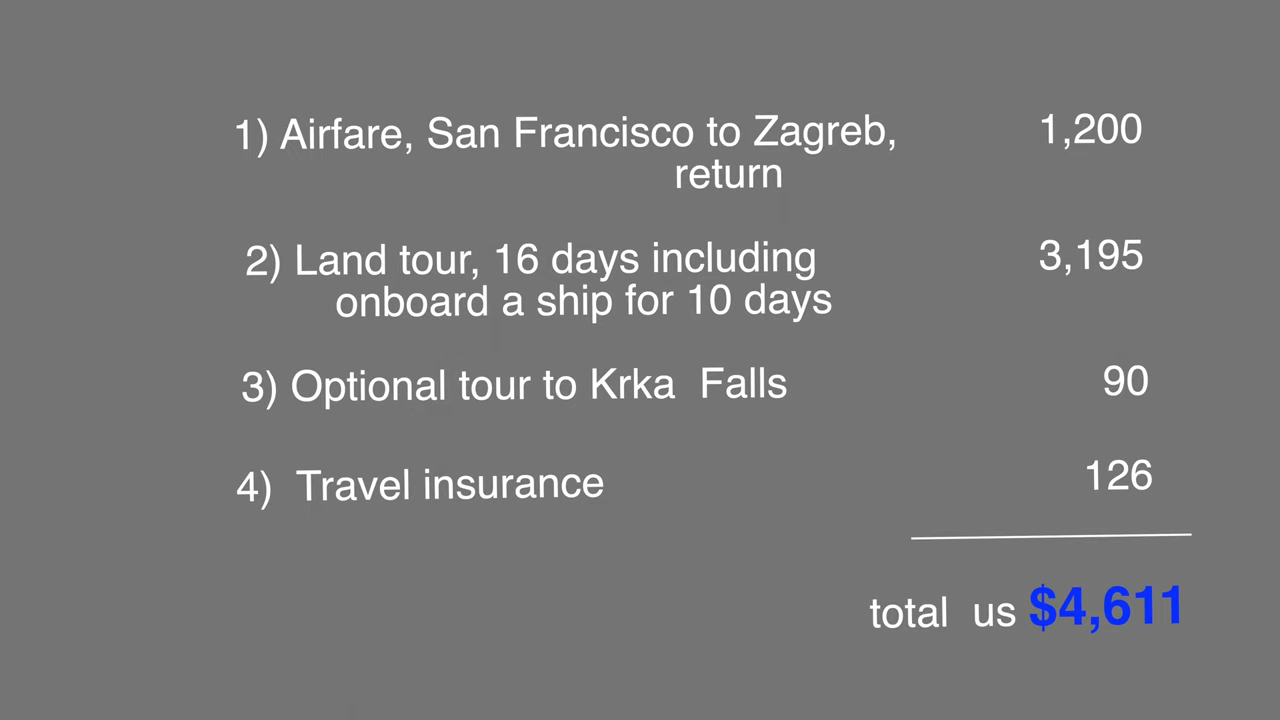 1) Airfare, San Francisco to Zagreb, 1,200
return
2) Land tour, 16 days including 3,195
onboard a ship for 10 days
3) Optional tour to Krka Falls 90
4) Travel insurance 126
total us $4,611